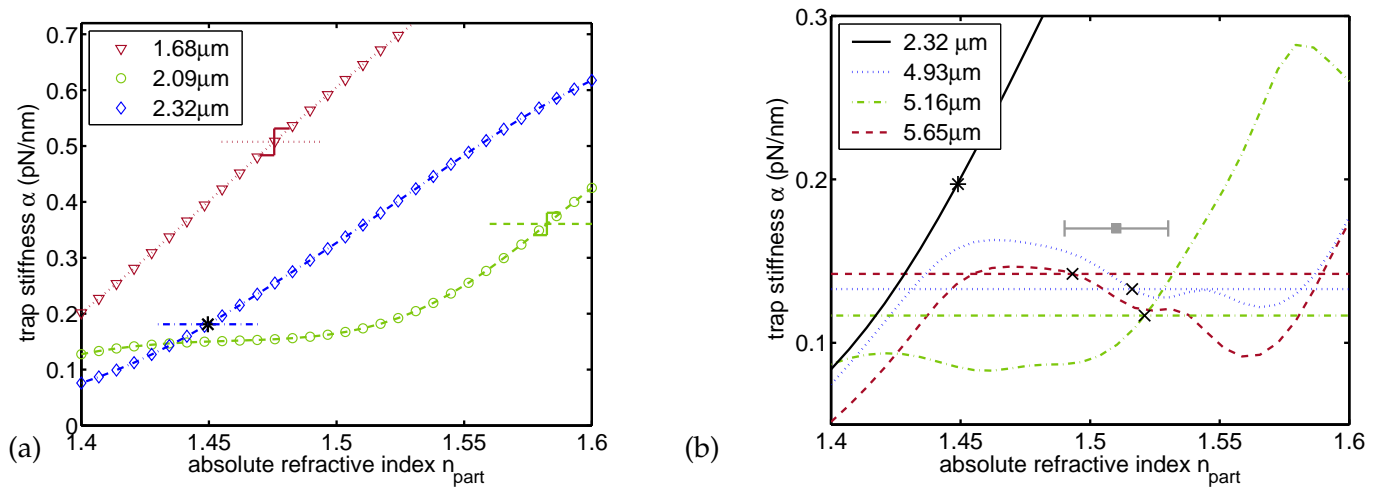 (a)
trap stiffness α (pN/nm)
0.7
0.6
0.5
0.4
0.3
0.2
0.1
0
1.68μm
2.09μm
2.32μm
1.4
1.45
1.5
1.55
1.6
absolute refractive index n_part
(b)
trap stiffness α (pN/nm)
0.3
0.2
0.1
2.32 μm
4.93μm
5.16μm
5.65μm
1.4
1.45
1.5
1.55
1.6
absolute refractive index n_part